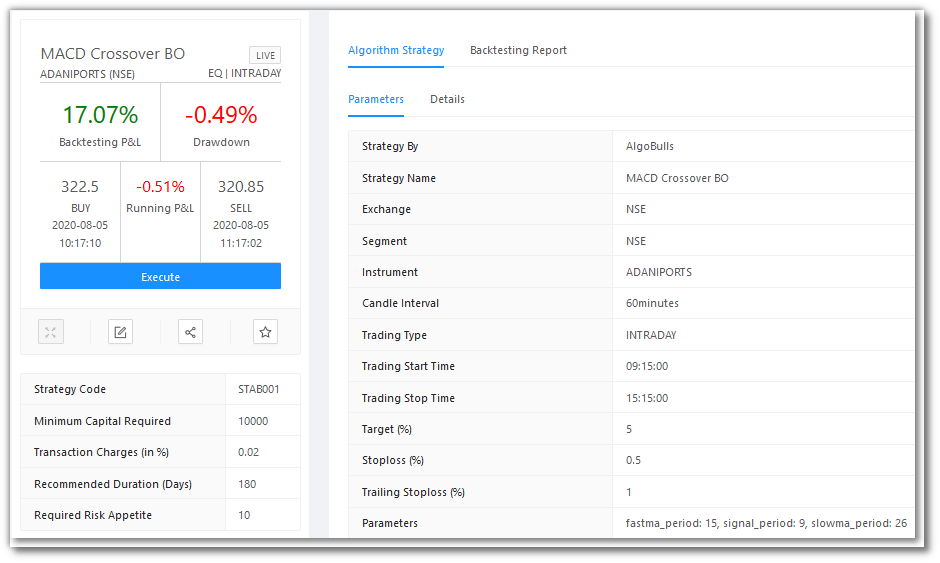 MACD Crossover BO LIVE
ADANIPORTS (NSE) EQ | INTRADAY
17.07% -0.49%
Backtesting P&L Drawdown
322.5 -0.51% 320.85
BUY Running P&L SELL
2020-08-05 2020-08-05
10:17:10 11:17:02
Execute
Strategy Code STAB001
Minimum Capital Required 10000
Transaction Charges (in %) 0.02
Recommended Duration (Days) 180
Required Risk Appetite 10
Algorithm Strategy Backtesting Report
Parameters Details
Strategy By AlgoBulls
Strategy Name MACD Crossover BO
Exchange NSE
Segment NSE
Instrument ADANIPORTS
Candle Interval 60minutes
Trading Type INTRADAY
Trading Start Time 09:15:00
Trading Stop Time 15:15:00
Target (%) 5
Stoploss (%) 0.5
Trailing Stoploss (%) 1
Parameters fastma_period: 15, signal_period: 9, slowma_period: 26